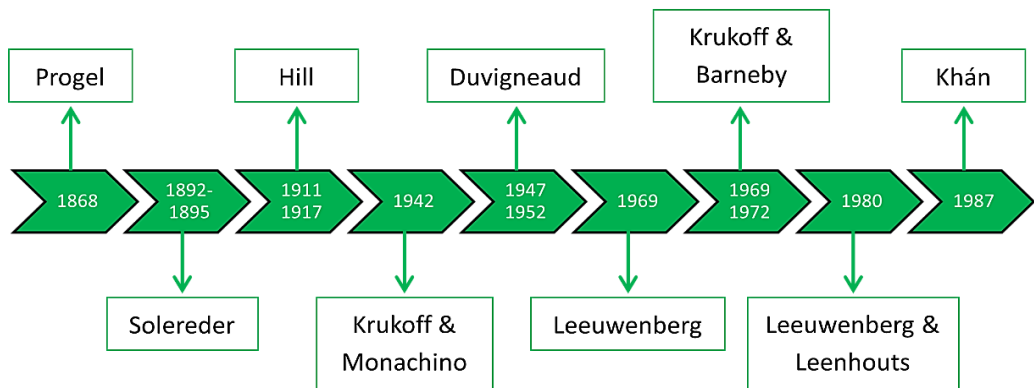 Progel
Hill
Duvigneaud
Krukoff &
Barneby
Khán
1868
1892-
1895
1911
1917
1942
1947
1952
1969
1969
1972
1980
1987
Solereder
Krukoff &
Monachino
Leeuwenberg
Leeuwenberg &
Leenhouts